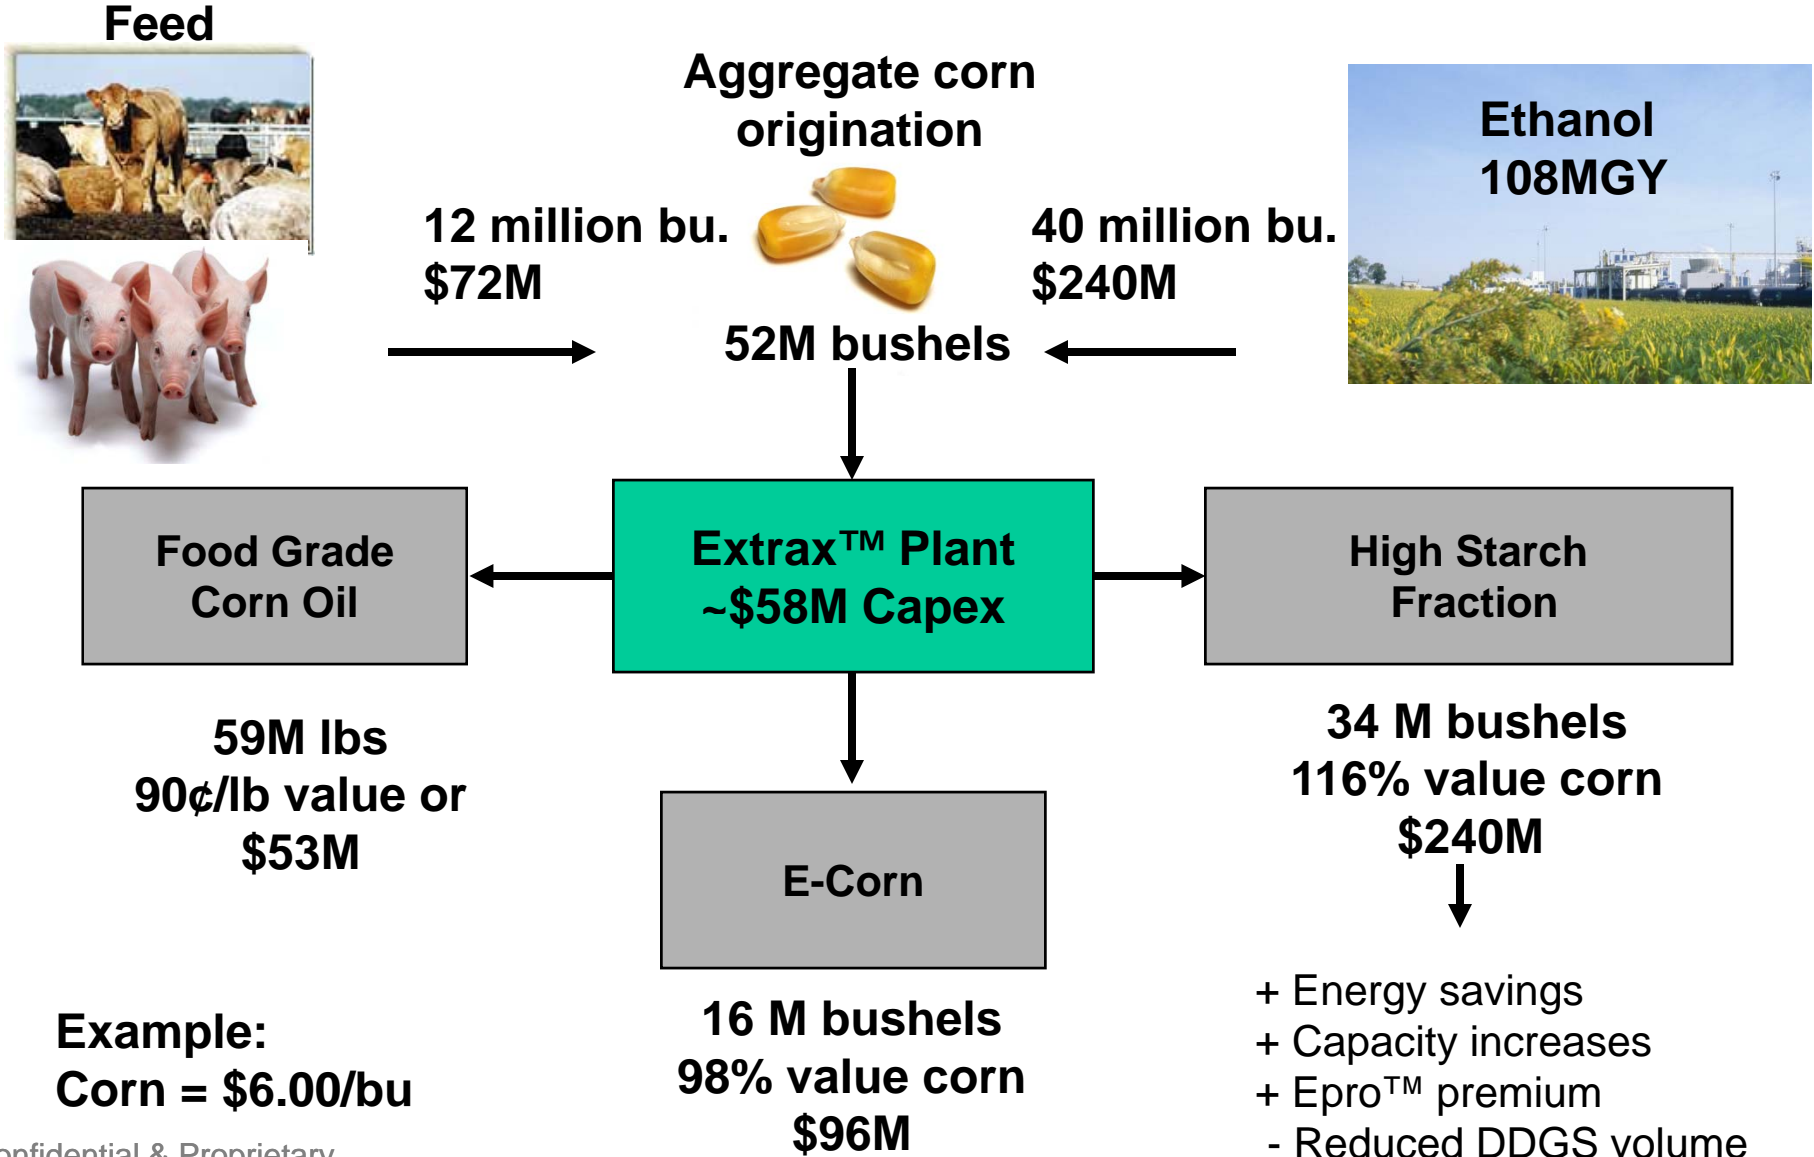 Feed
Aggregate corn
origination
Ethanol
108MGY
12 million bu.
$72M
40 million bu.
$240M
52M bushels
Food Grade
Corn Oil
Extrax™ Plant
~$58M Capex
High Starch
Fraction
59M lbs
90¢/lb value or
$53M
34 M bushels
116% value corn
$240M
E-Corn
16 M bushels
98% value corn
$96M
+ Energy savings
+ Capacity increases
+ Epro™ premium
- Reduced DDGS volume
Example:
Corn = $6.00/bu
onfidential & Proprietary